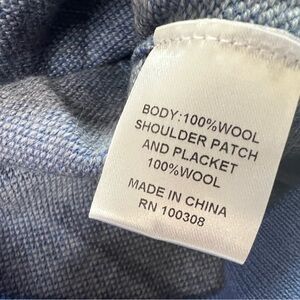 BODY:100%WOOL
SHOULDER PATCH
AND PLACKET
100%WOOL
MADE IN CHINA
RN 100308